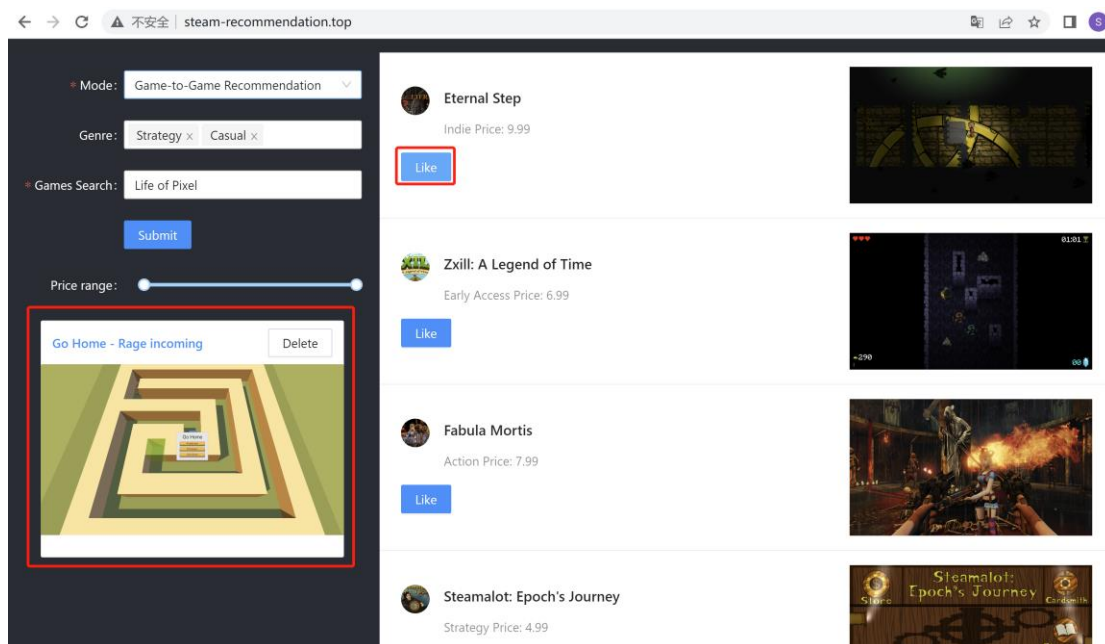 不安全 steam-recommendation.top
S
* Mode: Game-to-Game Recommendation
Genre: Strategy × Casual ×
* Games Search: Life of Pixel
Submit
Price range:
Go Home - Rage incoming Delete
Go Home
Eternal Step
Indie Price: 9.99
Like
Zxill: A Legend of Time
Early Access Price: 6.99
Like
01:01
290
00
Fabula Mortis
Action Price: 7.99
Like
Steamalot: Epoch's Journey
Strategy Price: 4.99
Steamalot:
Epoch's Journey
Store
Cardsmith